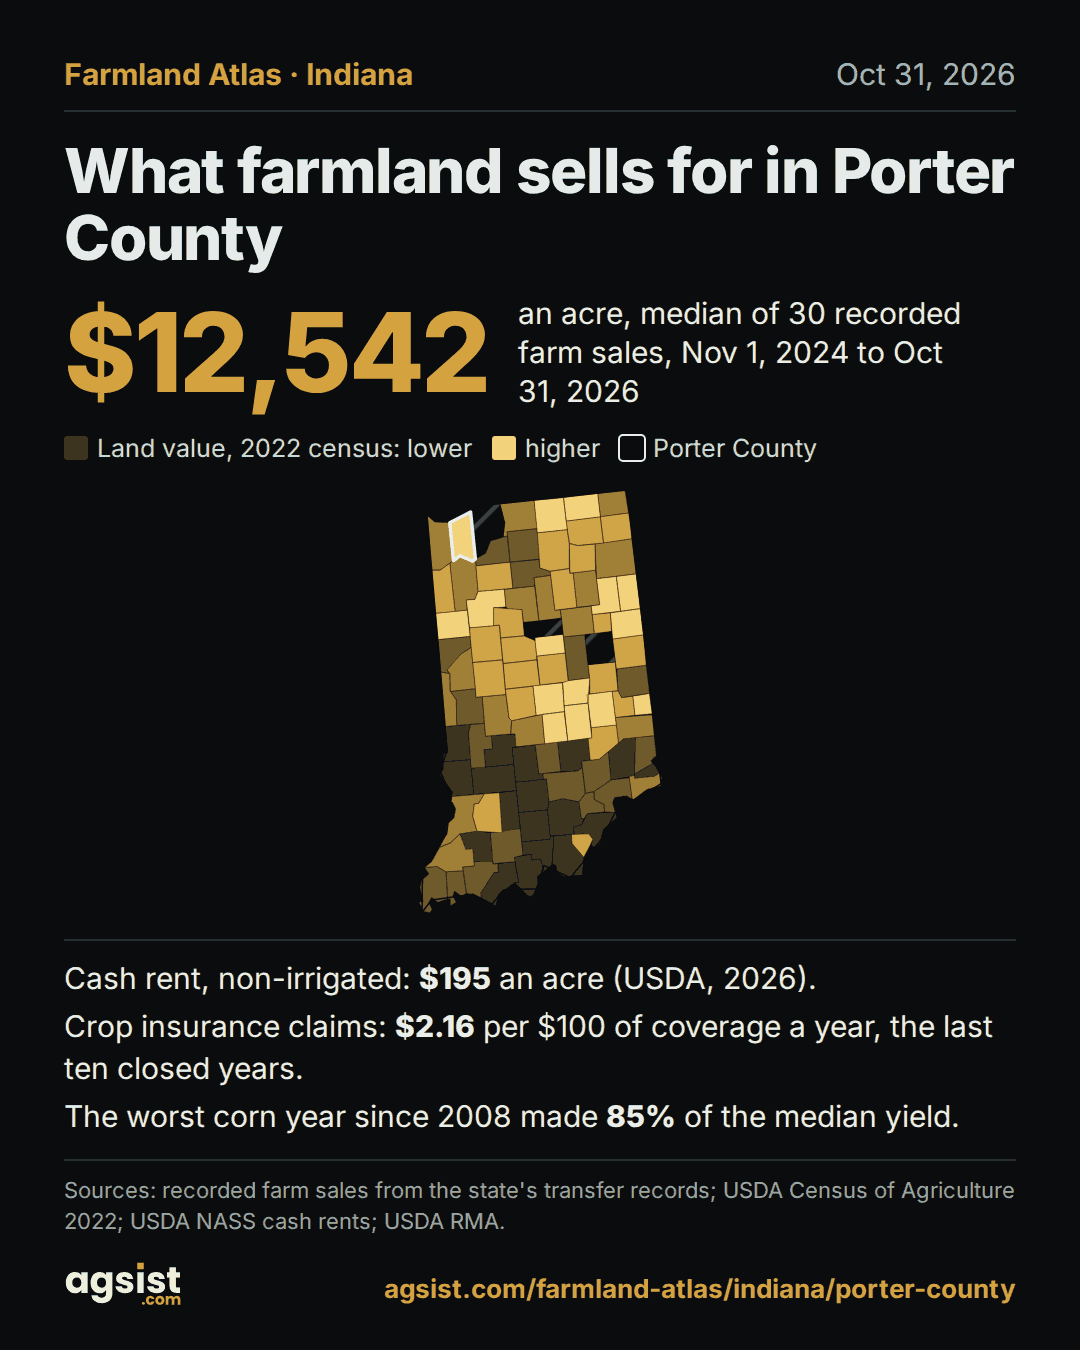 Farmland Atlas · Indiana
Oct 31, 2026
What farmland sells for in Porter
County
$12,542
an acre, median of 30 recorded
farm sales, Nov 1, 2024 to Oct
31, 2026
Land value, 2022 census: lower
higher
Porter County
Cash rent, non-irrigated: $195 an acre (USDA, 2026).
Crop insurance claims: $2.16 per $100 of coverage a year, the last
ten closed years.
The worst corn year since 2008 made 85% of the median yield.
Sources: recorded farm sales from the state's transfer records; USDA Census of Agriculture
2022; USDA NASS cash rents; USDA RMA.
agsist
.com
agsist.com/farmland-atlas/indiana/porter-county